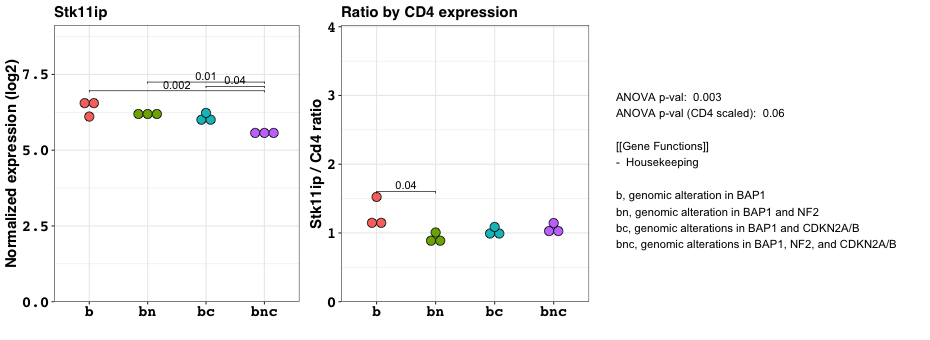 Stk11ip
Normalized expression (log2)
7.5
5.0
2.5
0.0
0.01
0.002
0.04
b
bn
bc
bnc
Ratio by CD4 expression
Stk11ip / Cd4 ratio
4
3
2
1
0
0.04
b
bn
bc
bnc
ANOVA p-val:  0.003
ANOVA p-val (CD4 scaled):  0.06
[[Gene Functions]]
-  Housekeeping
b, genomic alteration in BAP1
bn, genomic alteration in BAP1 and NF2
bc, genomic alterations in BAP1 and CDKN2A/B
bnc, genomic alterations in BAP1, NF2, and CDKN2A/B